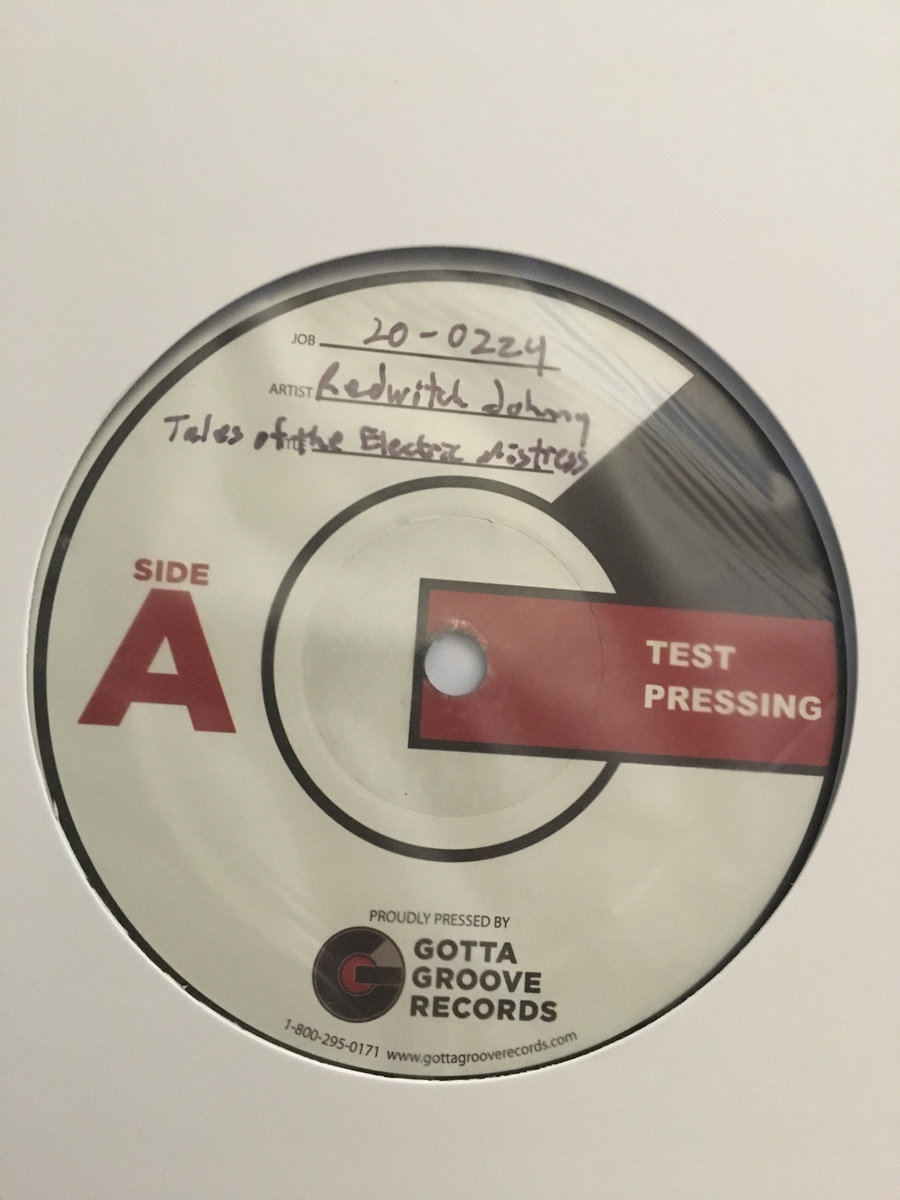 JOB 20-0224
ARTIST Redwitch Johnny
Tales of the Electric Mistress
SIDE
A
TEST
PRESSING
PROUDLY PRESSED BY
GOTTA
GROOVE
RECORDS
1-800-295-0171 www.gottagrooverecords.com